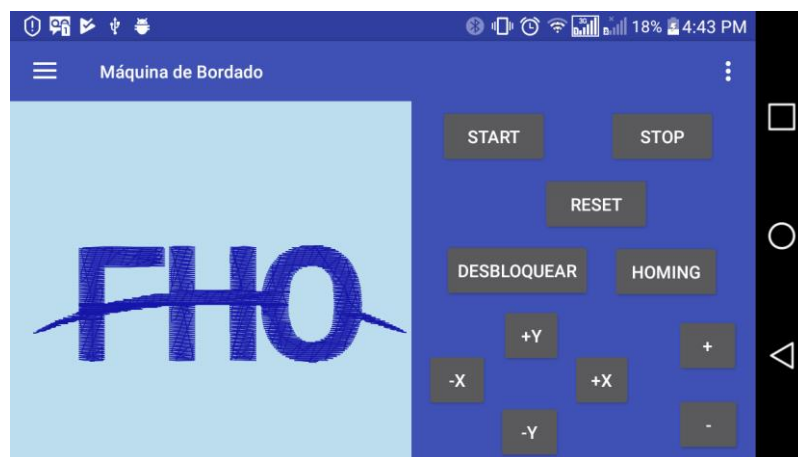 18% 4:43 PM
Máquina de Bordado
START STOP
RESET
DESBLOQUEAR HOMING
+Y
+
-X +X
-Y
-
FHO